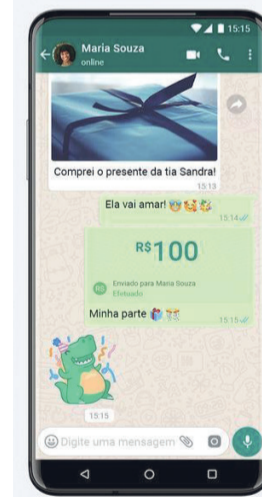 15:15
Maria Souza
online
Comprei o presente da tia Sandra!
15:13
Ela vai amar!
15:14
R$100
Enviado para Maria Souza
Efetuado
Minha parte
15:15
15:15
Digite uma mensagem